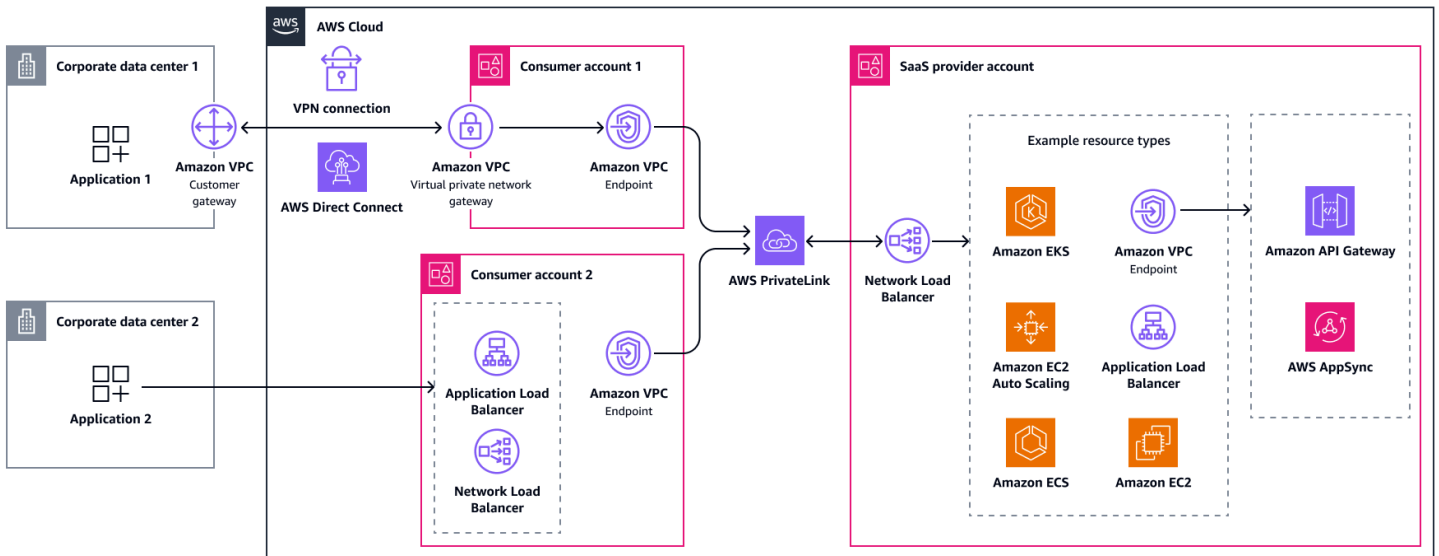 aws
AWS Cloud
Corporate data center 1
Application 1
Amazon VPC
Customer
gateway
VPN connection
AWS Direct Connect
Consumer account 1
Amazon VPC
Virtual private network
gateway
Amazon VPC
Endpoint
Corporate data center 2
Application 2
Consumer account 2
Application Load
Balancer
Network Load
Balancer
Amazon VPC
Endpoint
AWS PrivateLink
SaaS provider account
Network Load
Balancer
Example resource types
K
Amazon EKS
Amazon VPC
Endpoint
Amazon EC2
Auto Scaling
Application Load
Balancer
Amazon ECS
Amazon EC2
</>
Amazon API Gateway
AWS AppSync